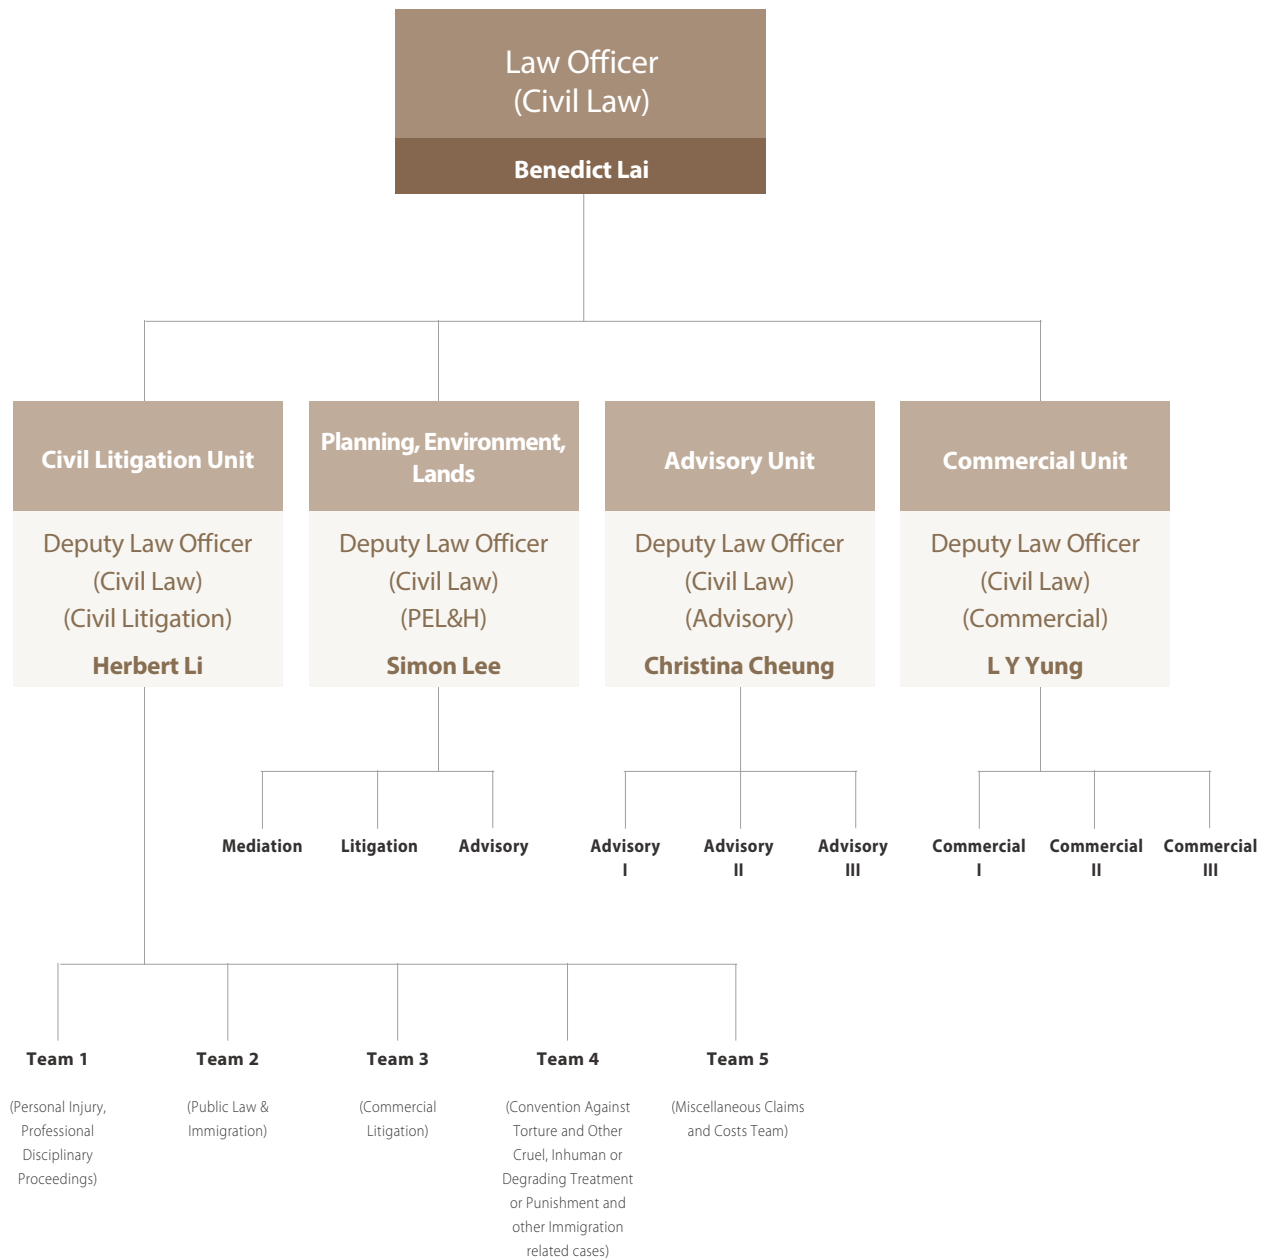 Law Officer
(Civil Law)
Benedict Lai
Civil Litigation Unit
Deputy Law Officer
(Civil Law)
(Civil Litigation)
Herbert Li
Planning, Environment,
Lands
Deputy Law Officer
(Civil Law)
(PEL&H)
Simon Lee
Advisory Unit
Deputy Law Officer
(Civil Law)
(Advisory)
Christina Cheung
Commercial Unit
Deputy Law Officer
(Civil Law)
(Commercial)
L Y Yung
Mediation
Litigation
Advisory
Advisory
I
Advisory
II
Advisory
III
Commercial
I
Commercial
II
Commercial
III
Team 1
(Personal Injury,
Professional
Disciplinary
Proceedings)
Team 2
(Public Law &
Immigration)
Team 3
(Commercial
Litigation)
Team 4
(Convention Against
Torture and Other
Cruel, Inhuman or
Degrading Treatment
or Punishment and
other Immigration
related cases)
Team 5
(Miscellaneous Claims
and Costs Team)